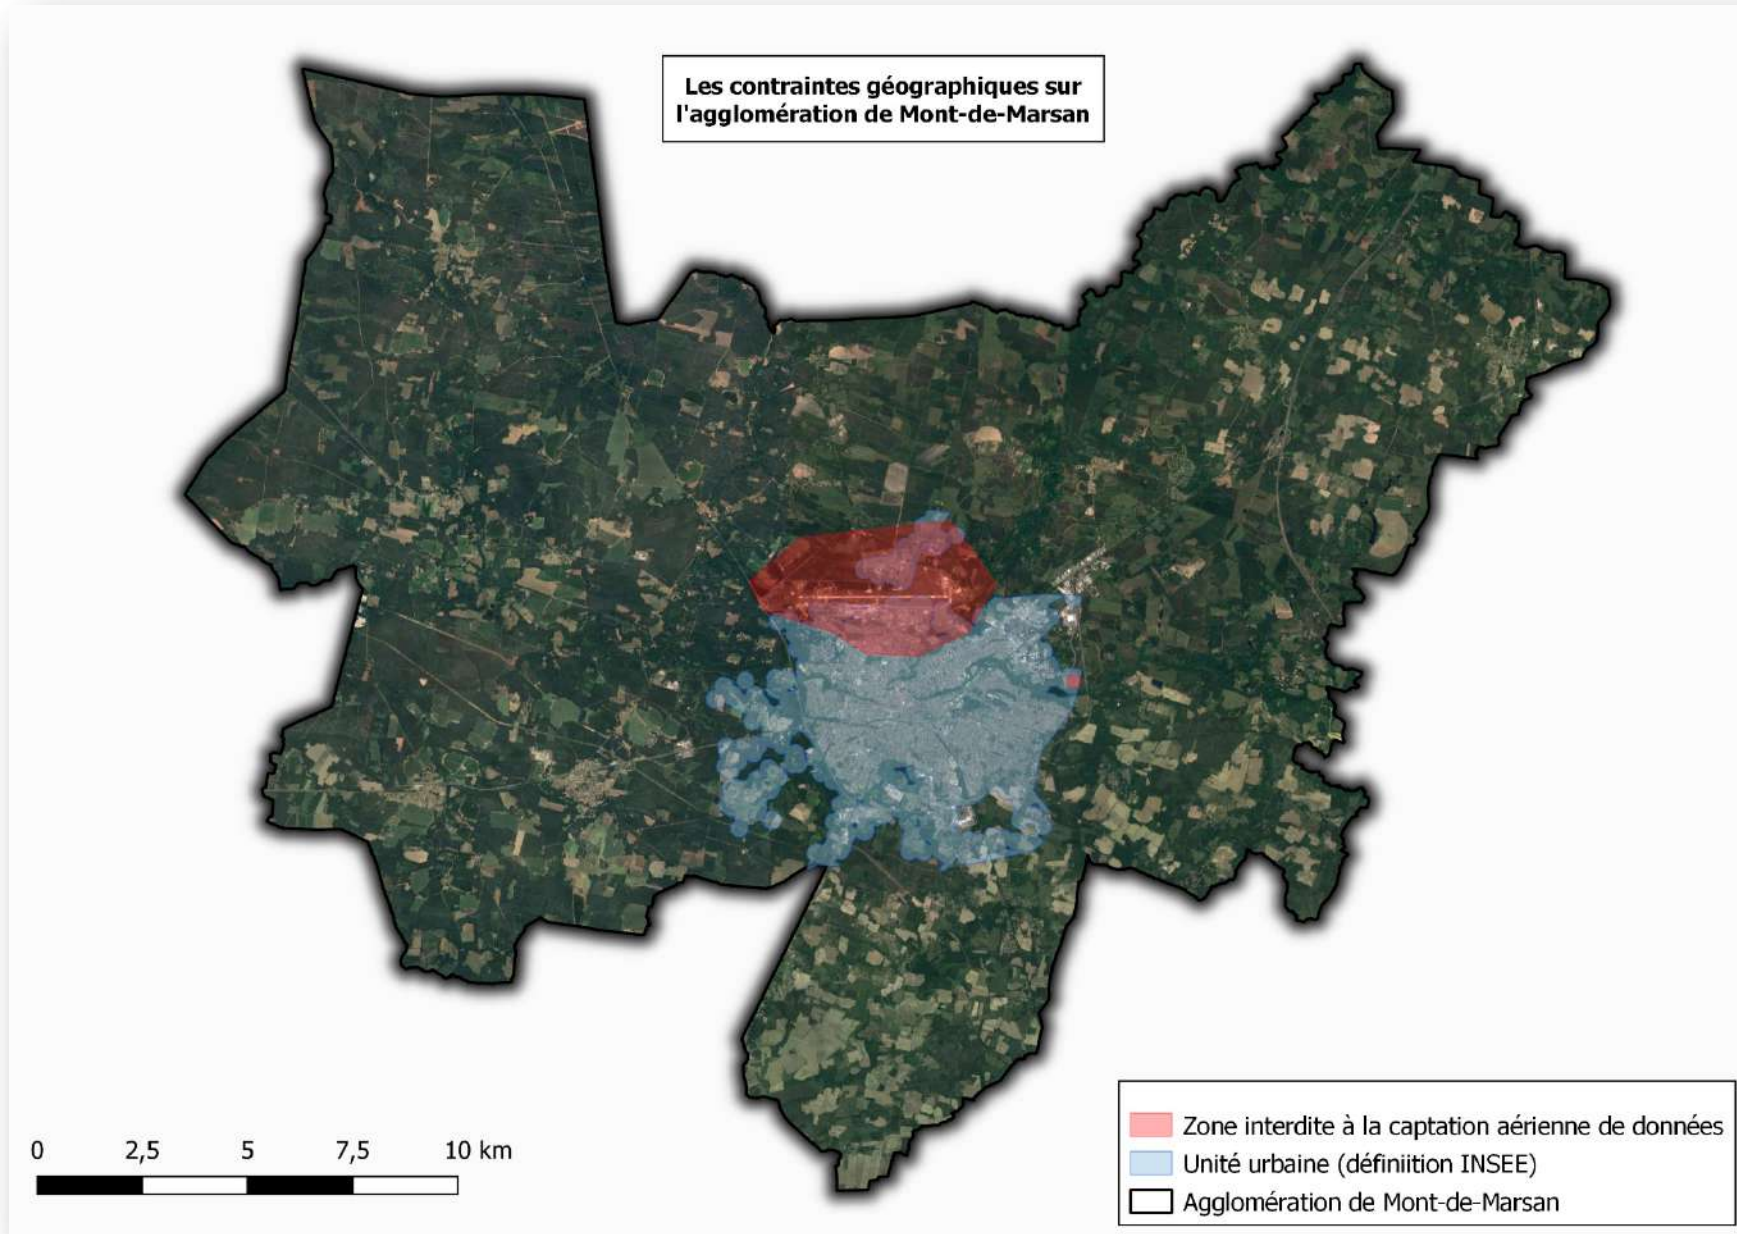 Les contraintes géographiques sur
l'agglomération de Mont-de-Marsan
0 2,5 5 7,5 10 km
Zone interdite à la captation aérienne de données
Unité urbaine (définiition INSEE)
Agglomération de Mont-de-Marsan